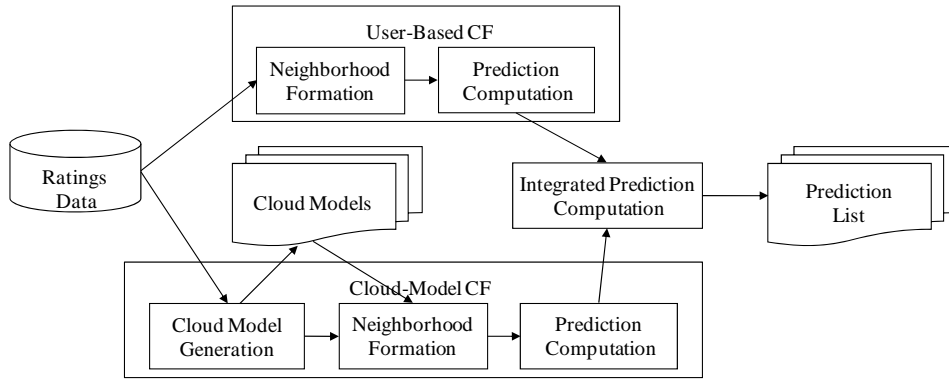 User-Based CF
Neighborhood
Formation
Prediction
Computation
Ratings
Data
Cloud Models
Integrated Prediction
Computation
Prediction
List
Cloud-Model CF
Cloud Model
Generation
Neighborhood
Formation
Prediction
Computation